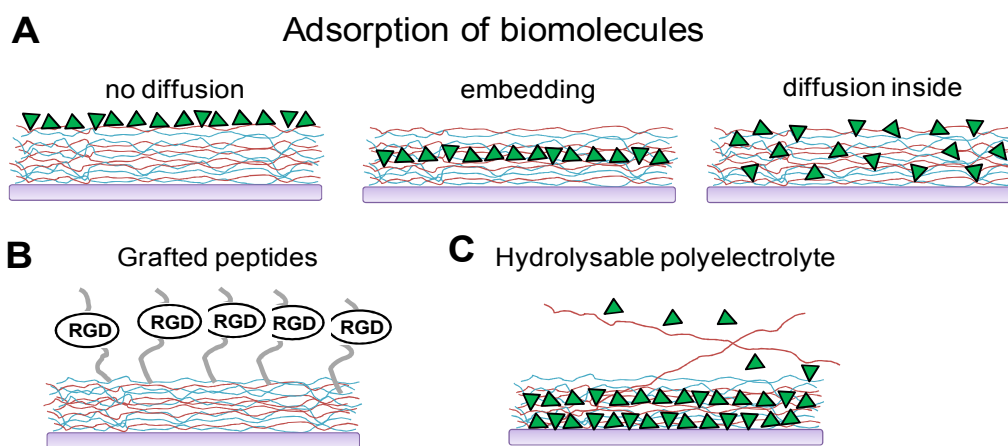 A
Adsorption of biomolecules
no diffusion
embedding
diffusion inside
B
Grafted peptides
RGD
RGD
RGD
RGD
RGD
C
Hydrolysable polyelectrolyte